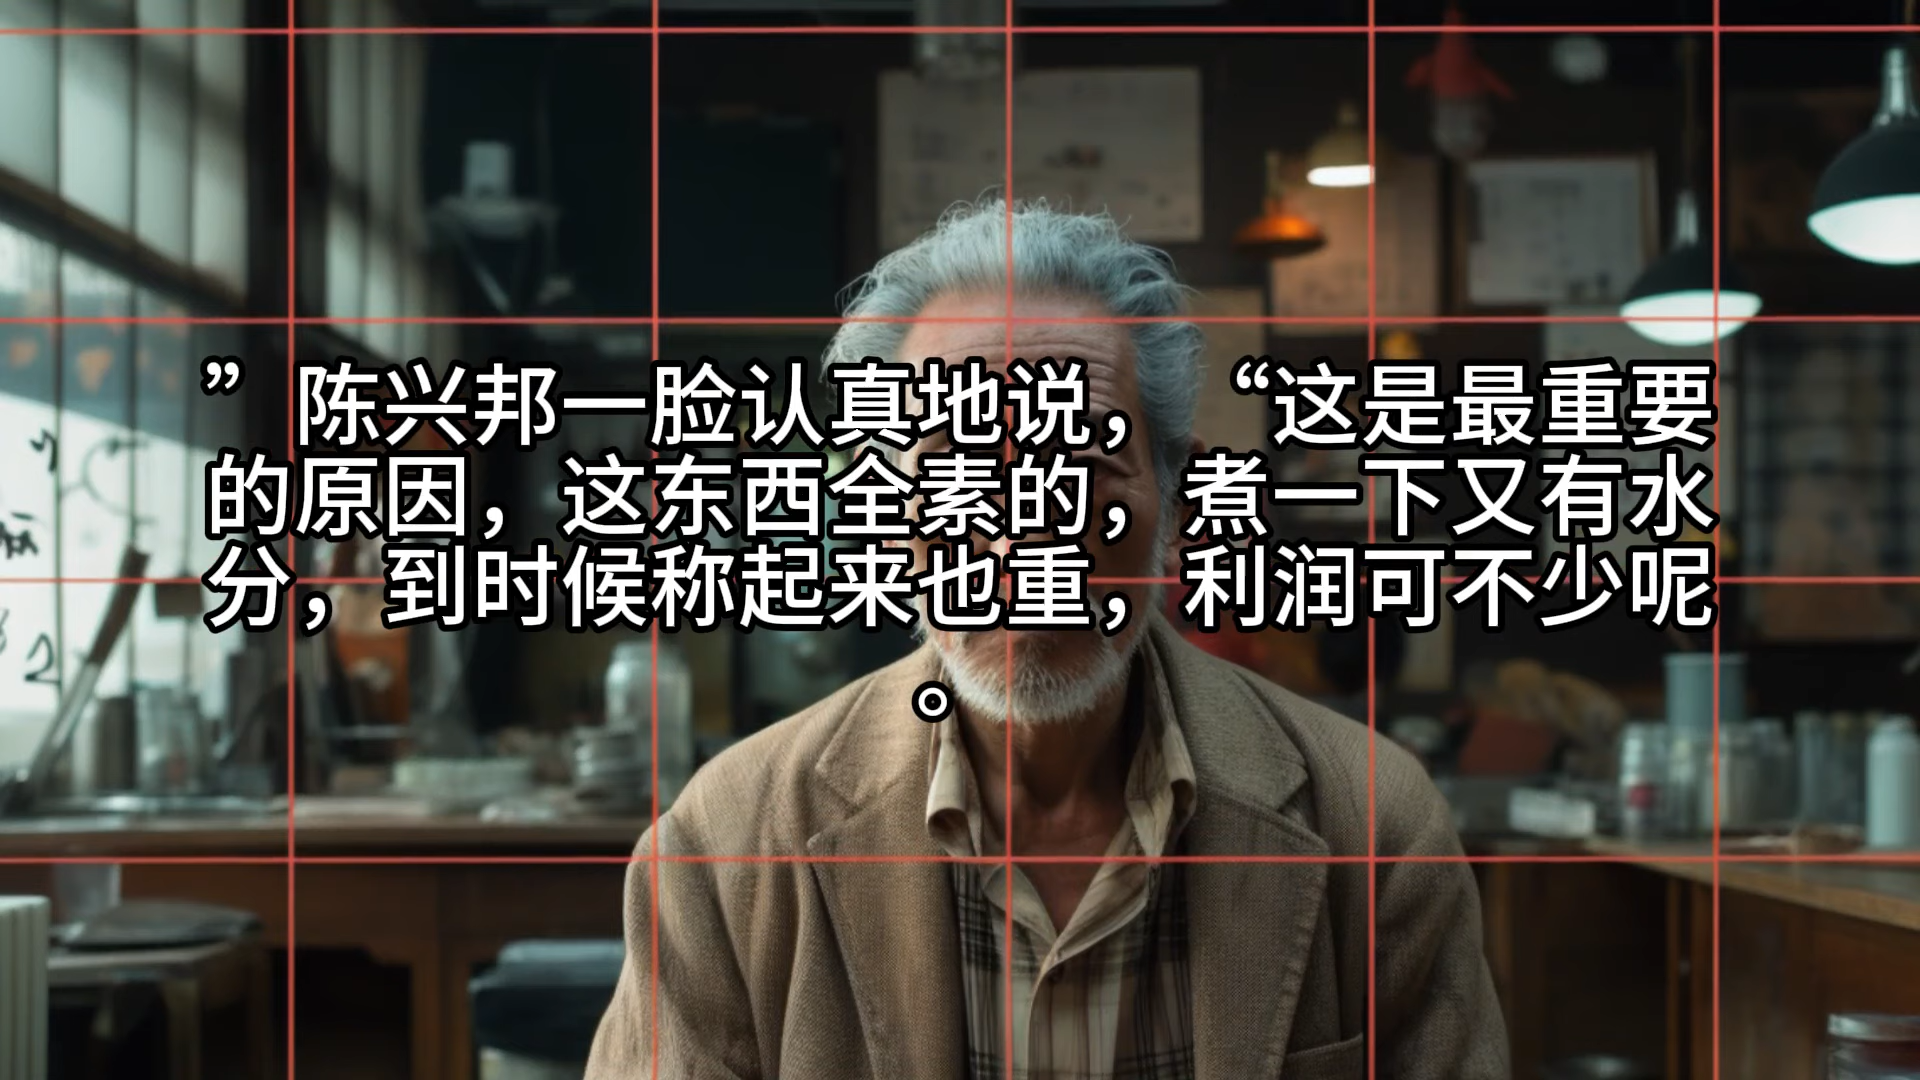 ”陈兴邦一脸认真地说，“这是最重要
的原因，这东西全素的，煮一下又有水
分，到时候称起来也重，利润可不少呢
。